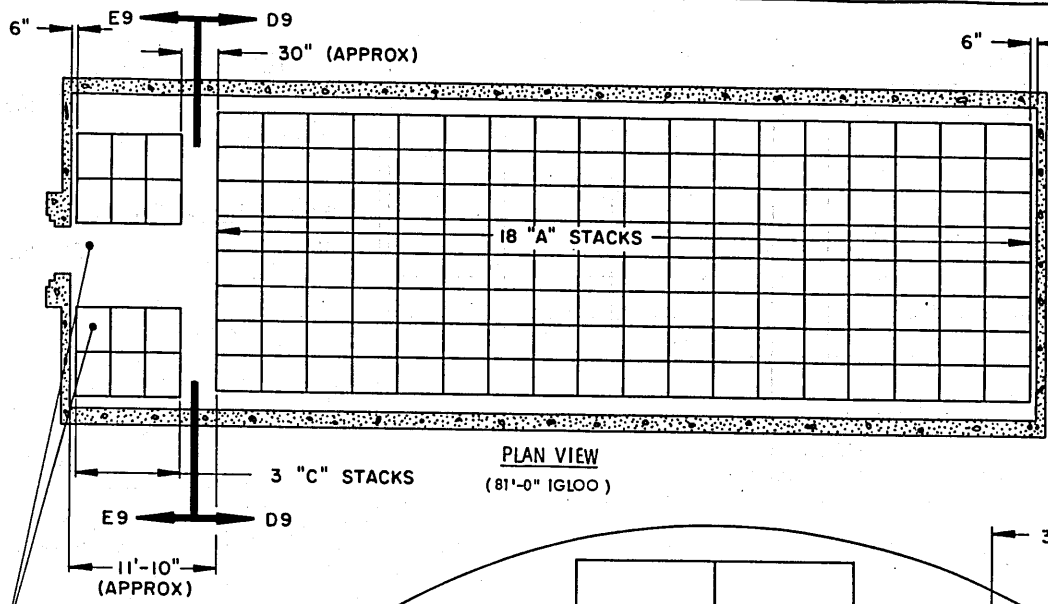 E9 D9
6"
30" (APPROX)
6"
18 "A" STACKS
PLAN VIEW
(81'-0" IGLOO)
3 "C" STACKS
E9 D9
3
11'-10"
(APPROX)